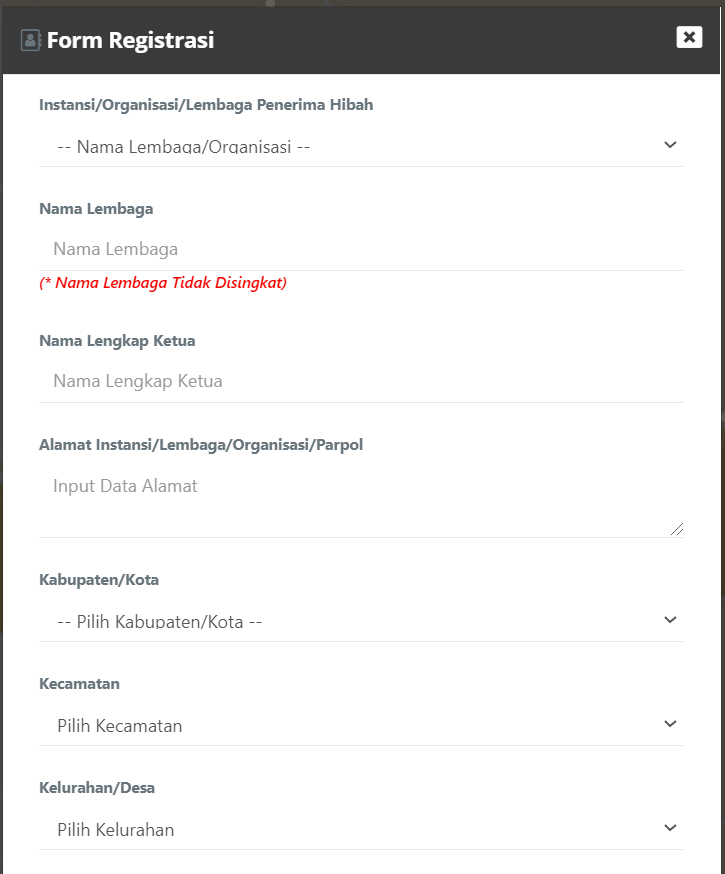 Form Registrasi
Instansi/Organisasi/Lembaga Penerima Hibah
-- Nama Lembaga/Organisasi --
Nama Lembaga
Nama Lembaga
(* Nama Lembaga Tidak Disingkat)
Nama Lengkap Ketua
Nama Lengkap Ketua
Alamat Instansi/Lembaga/Organisasi/Parpol
Input Data Alamat
Kabupaten/Kota
-- Pilih Kabupaten/Kota --
Kecamatan
Pilih Kecamatan
Kelurahan/Desa
Pilih Kelurahan